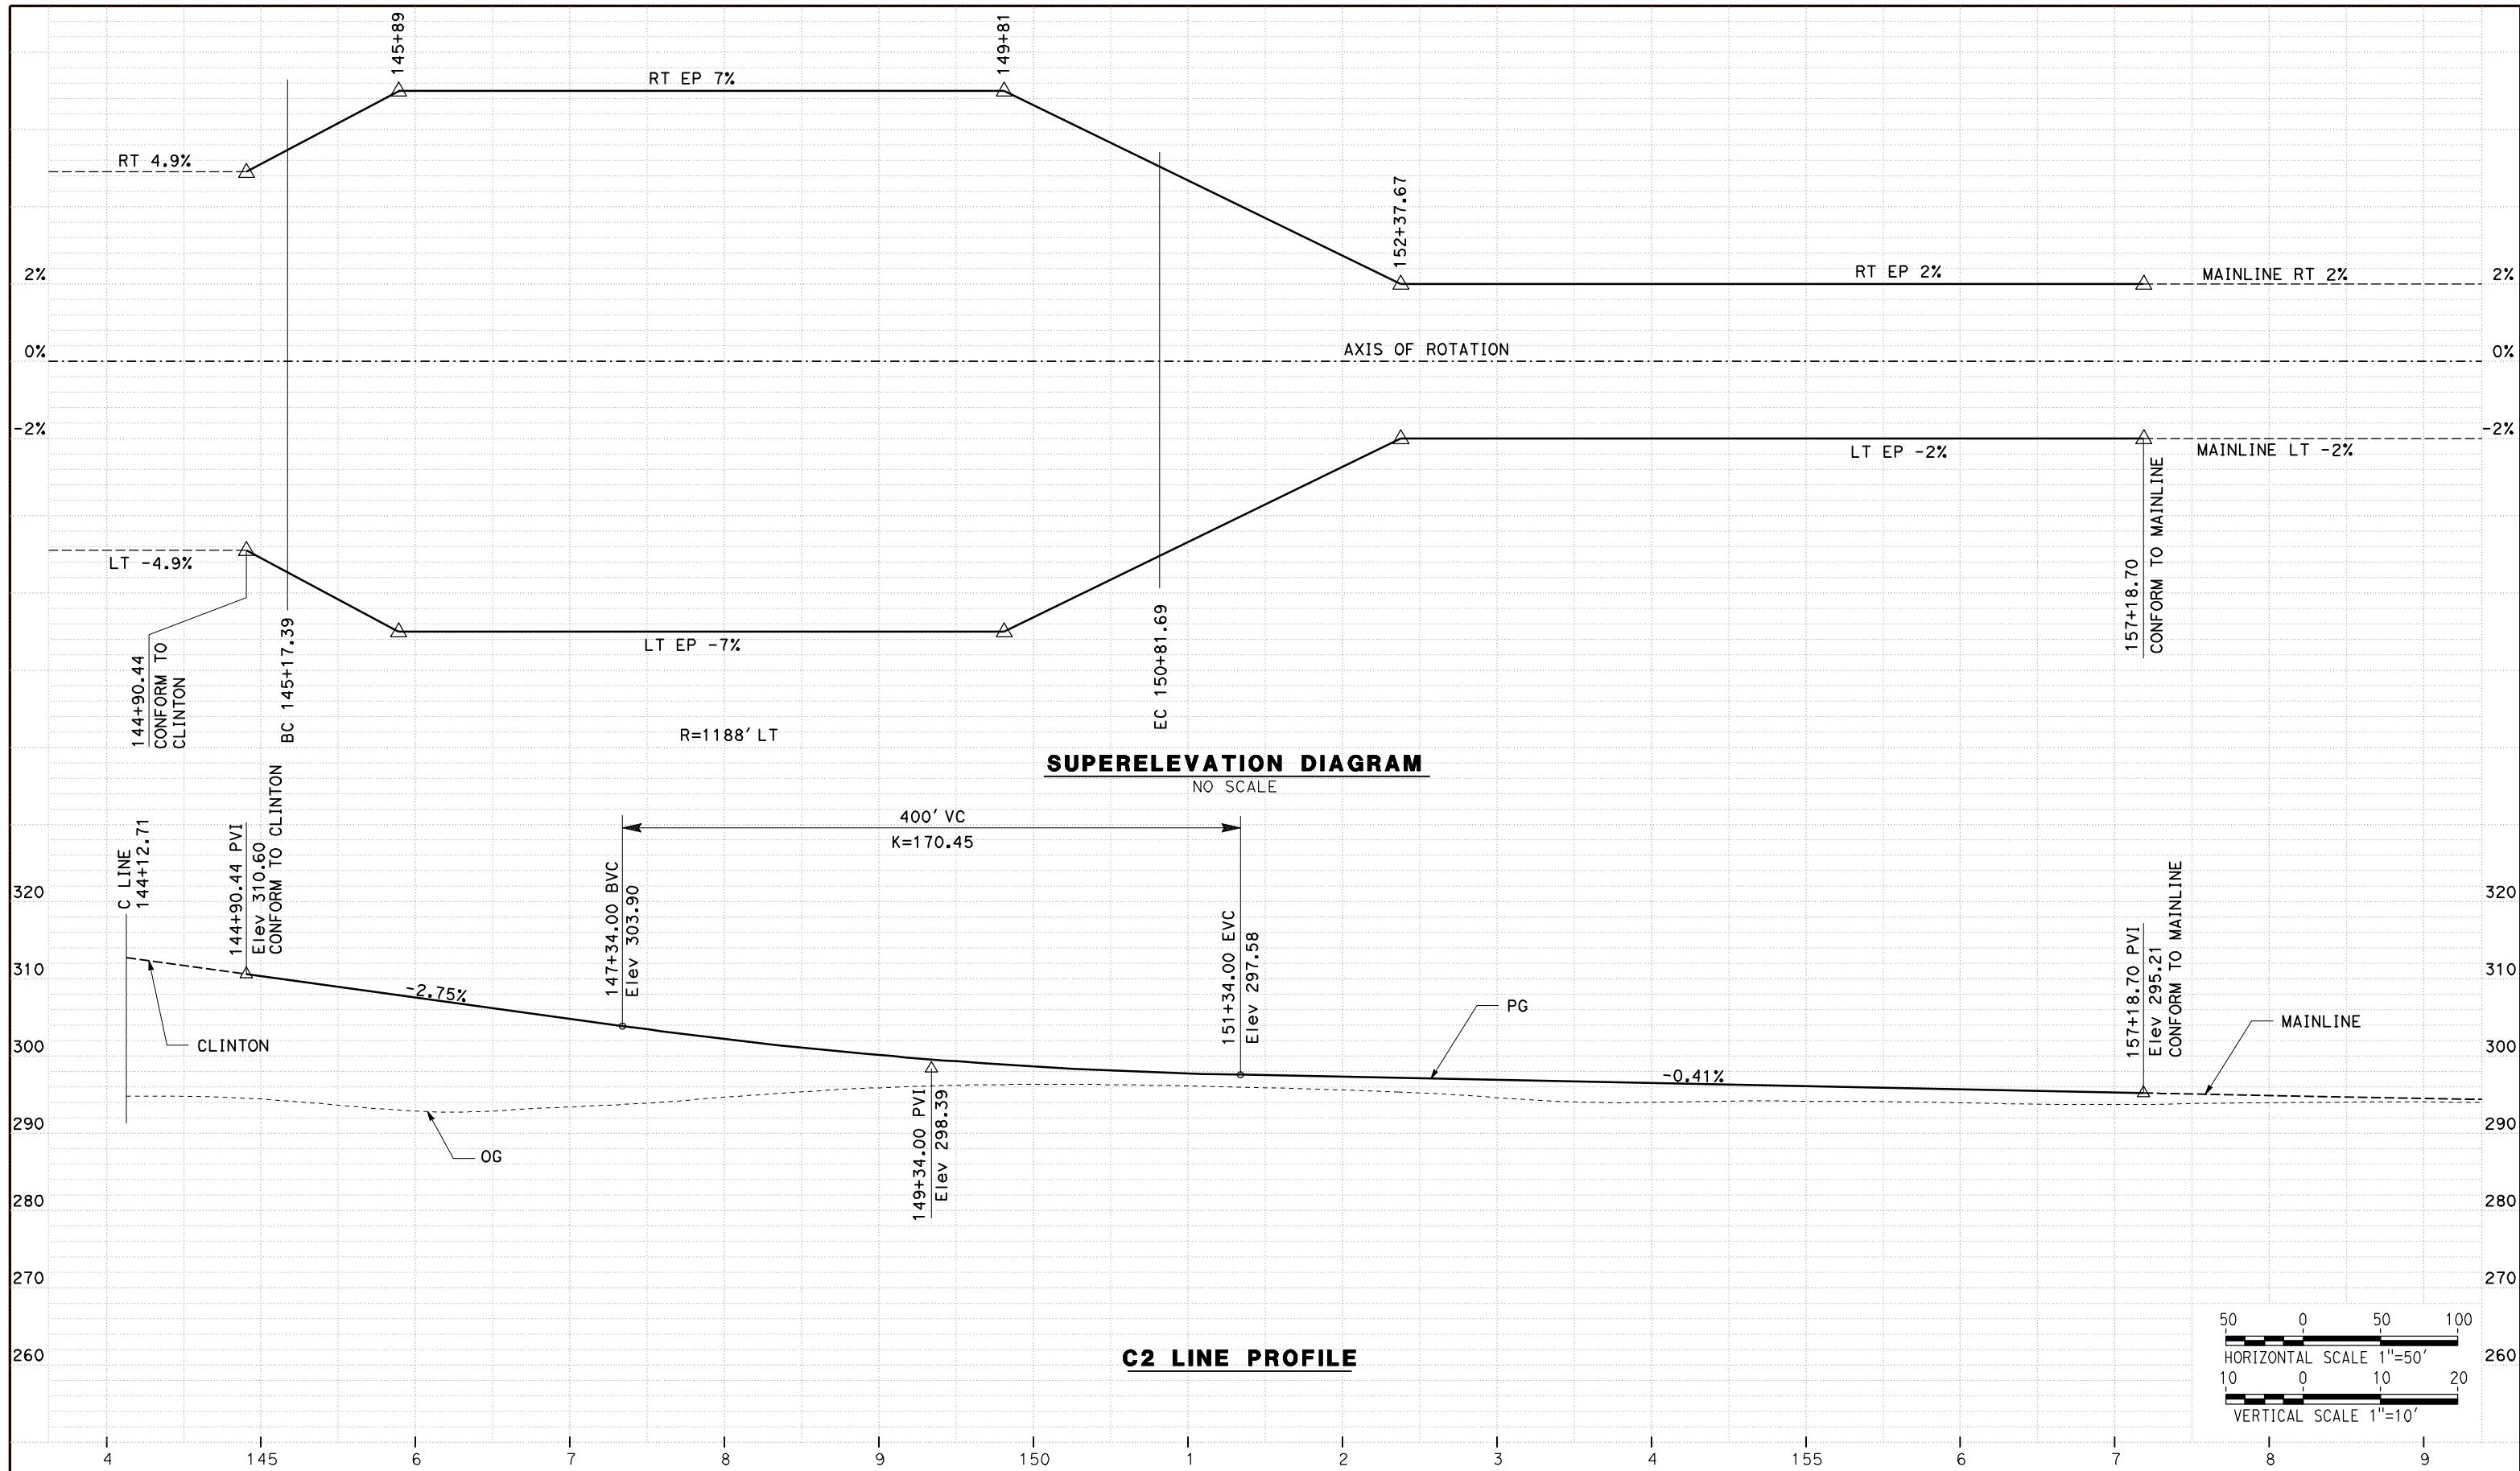 145+89
149+81
RT EP 7%
RT 4.9%
152+37.67
2%
RT EP 2%
MAINLINE RT 2%
2%
0%
AXIS OF ROTATION
0%
-2%
-2%
LT EP -2%
MAINLINE LT -2%
LT -4.9%
LT EP -7%
144+90.44
CONFORM TO
CLINTON
BC 145+17.39
EC 150+81.69
157+18.70
CONFORM TO MAINLINE
R=1188' LT
SUPERELEVATION DIAGRAM
NO SCALE
400' VC
K=170.45
C LINE
144+12.71
144+90.44 PVI
Elev 310.60
CONFORM TO CLINTON
147+34.00 BVC
Elev 303.90
151+34.00 EVC
Elev 297.58
157+18.70 PVI
Elev 295.21
CONFORM TO MAINLINE
320
320
310
310
-2.75%
PG
MAINLINE
300
CLINTON
300
-0.41%
149+34.00 PVI
Elev 298.39
290
290
OG
280
280
270
270
260
260
C2 LINE PROFILE
50 0 50 100
HORIZONTAL SCALE 1"=50'
10 0 10 20
VERTICAL SCALE 1"=10'
4 145 6 7 8 9 150 1 2 3 4 155 6 7 8 9